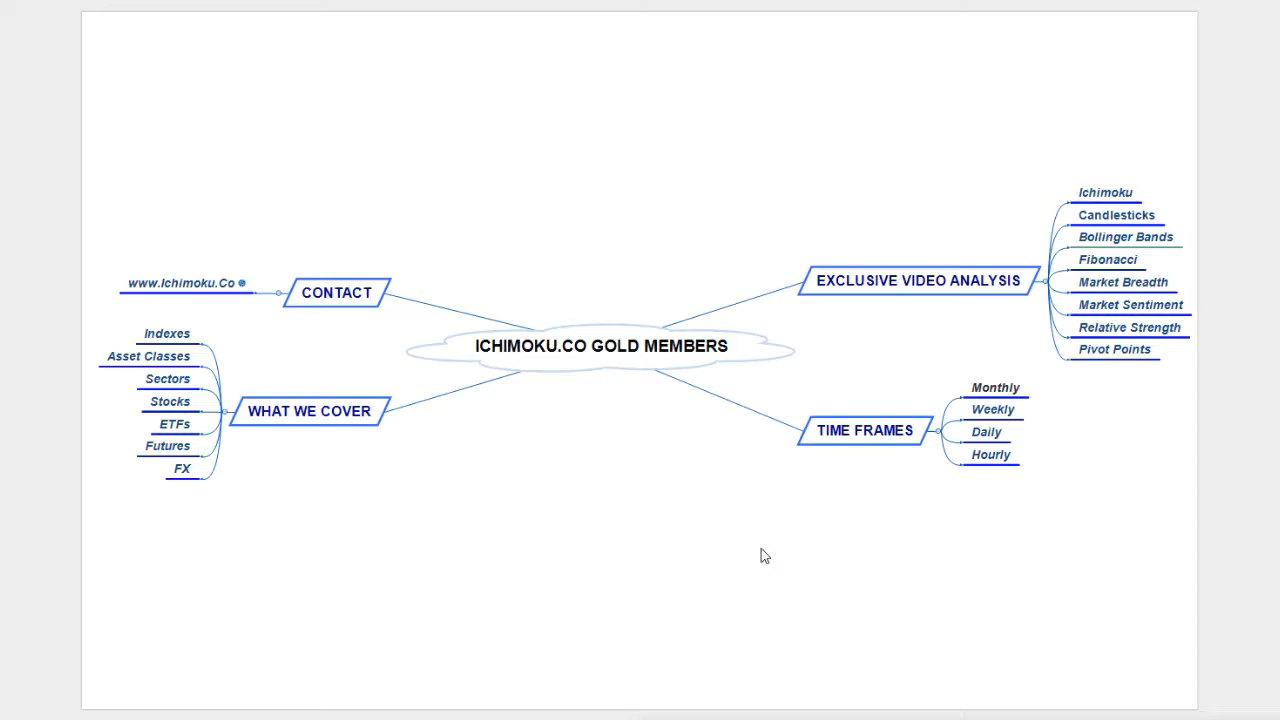 ICHIMOKU.CO GOLD MEMBERS
CONTACT
www.Ichimoku.Co
WHAT WE COVER
Indexes
Asset Classes
Sectors
Stocks
ETFs
Futures
FX
EXCLUSIVE VIDEO ANALYSIS
Ichimoku
Candlesticks
Bollinger Bands
Fibonacci
Market Breadth
Market Sentiment
Relative Strength
Pivot Points
TIME FRAMES
Monthly
Weekly
Daily
Hourly